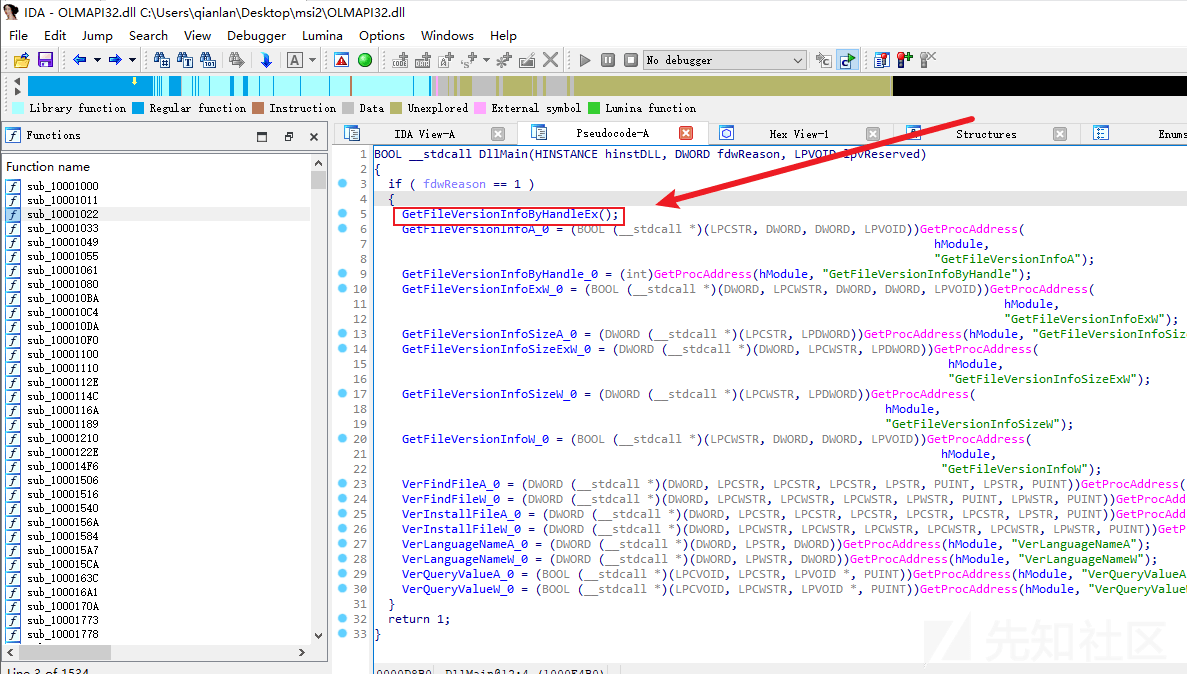 IDA - OLMAPI32.dll C:\Users\qianlan\Desktop\msi2\OLMAPI32.dll
File Edit Jump Search View Debugger Lumina Options Windows Help
No debugger
Library function Regular function Instruction Data Unexplored External symbol Lumina function
Functions
IDA View-A Pseudocode-A Hex View-1 Structures Enums
Function name
sub_10001000
sub_10001011
sub_10001022
sub_10001033
sub_10001049
sub_10001055
sub_10001061
sub_10001080
sub_100010BA
sub_100010C4
sub_100010DA
sub_100010F0
sub_10001100
sub_10001110
sub_1000112E
sub_1000114C
sub_1000116A
sub_10001189
sub_10001210
sub_1000122E
sub_100014F6
sub_10001506
sub_10001516
sub_10001540
sub_1000156A
sub_10001584
sub_100015A7
sub_100015CA
sub_1000163C
sub_100016A1
sub_1000170A
sub_10001773
sub_10001778
Line 3 of 1534
1 BOOL __stdcall DllMain(HINSTANCE hinstDLL, DWORD fdwReason, LPVOID lpvReserved)
2 {
3 if ( fdwReason == 1 )
4 {
5 GetFileVersionInfoByHandleEx();
6 GetFileVersionInfoA_0 = (BOOL (__stdcall *)(LPCSTR, DWORD, DWORD, LPVOID))GetProcAddress(
7 hModule,
8 "GetFileVersionInfoA");
9 GetFileVersionInfoByHandle_0 = (int)GetProcAddress(hModule, "GetFileVersionInfoByHandle");
10 GetFileVersionInfoExW_0 = (BOOL (__stdcall *)(DWORD, LPCWSTR, DWORD, DWORD, LPVOID))GetProcAddress(
11 hModule,
12 "GetFileVersionInfoExW");
13 GetFileVersionInfoSizeA_0 = (DWORD (__stdcall *)(LPCSTR, LPDWORD))GetProcAddress(hModule, "GetFileVersionInfoSize
14 GetFileVersionInfoSizeExW_0 = (DWORD (__stdcall *)(DWORD, LPCWSTR, LPDWORD))GetProcAddress(
15 hModule,
16 "GetFileVersionInfoSizeExW");
17 GetFileVersionInfoSizeW_0 = (DWORD (__stdcall *)(LPCWSTR, LPDWORD))GetProcAddress(
18 hModule,
19 "GetFileVersionInfoSizeW");
20 GetFileVersionInfoW_0 = (BOOL (__stdcall *)(LPCWSTR, DWORD, DWORD, LPVOID))GetProcAddress(
21 hModule,
22 "GetFileVersionInfoW");
23 VerFindFileA_0 = (DWORD (__stdcall *)(DWORD, LPCSTR, LPCSTR, LPCSTR, LPSTR, PUINT, LPSTR, PUINT))GetProcAddress(
24 VerFindFileW_0 = (DWORD (__stdcall *)(DWORD, LPCWSTR, LPCWSTR, LPCWSTR, LPWSTR, PUINT, LPWSTR, PUINT))GetProcAdd
25 VerInstallFileA_0 = (DWORD (__stdcall *)(DWORD, LPCSTR, LPCSTR, LPCSTR, LPCSTR, LPCSTR, LPSTR, PUINT))GetProcAdd
26 VerInstallFileW_0 = (DWORD (__stdcall *)(DWORD, LPCWSTR, LPCWSTR, LPCWSTR, LPCWSTR, LPCWSTR, LPWSTR, PUINT))GetP
27 VerLanguageNameA_0 = (DWORD (__stdcall *)(DWORD, LPSTR, DWORD))GetProcAddress(hModule, "VerLanguageNameA");
28 VerLanguageNameW_0 = (DWORD (__stdcall *)(DWORD, LPWSTR, DWORD))GetProcAddress(hModule, "VerLanguageNameW");
29 VerQueryValueA_0 = (BOOL (__stdcall *)(LPCVOID, LPCSTR, LPVOID *, PUINT))GetProcAddress(hModule, "VerQueryValueA
30 VerQueryValueW_0 = (BOOL (__stdcall *)(LPCVOID, LPCWSTR, LPVOID *, PUINT))GetProcAddress(hModule, "VerQueryValue
31 }
32 return 1;
33 }
先知社区